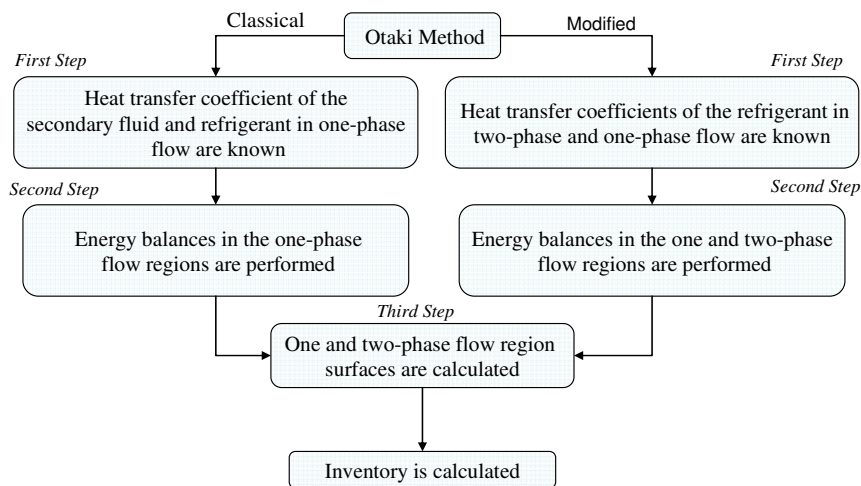 Classical
Otaki Method
Modified
First Step
First Step
Heat transfer coefficient of the
secondary fluid and refrigerant in one-phase
flow are known
Heat transfer coefficients of the refrigerant in
two-phase and one-phase flow are known
Second Step
Second Step
Energy balances in the one-phase
flow regions are performed
Energy balances in the one and two-phase
flow regions are performed
Third Step
One and two-phase flow region
surfaces are calculated
Inventory is calculated